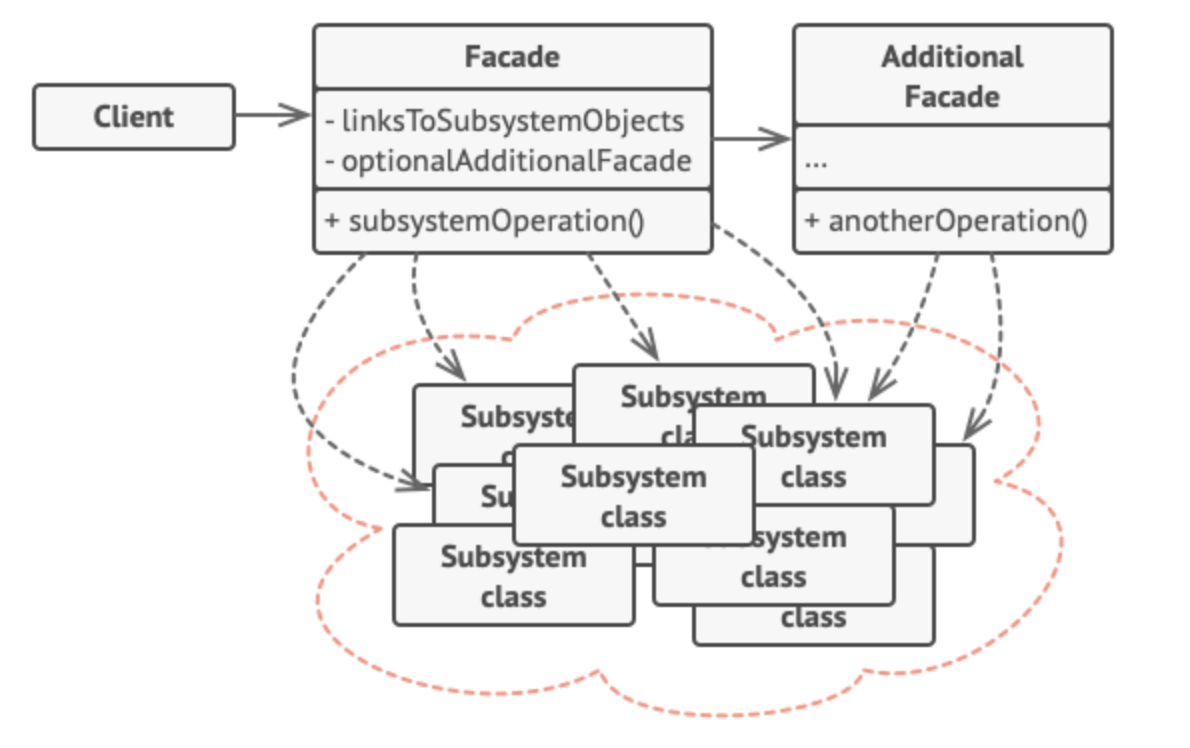 Facade
Additional
Facade
Client
- linksToSubsystemObjects
- optionalAdditionalFacade
...
+ subsystemOperation()
+ anotherOperation()
Subsystem
Subsystem
class
Subsystem
class
Subsystem
class
class
class